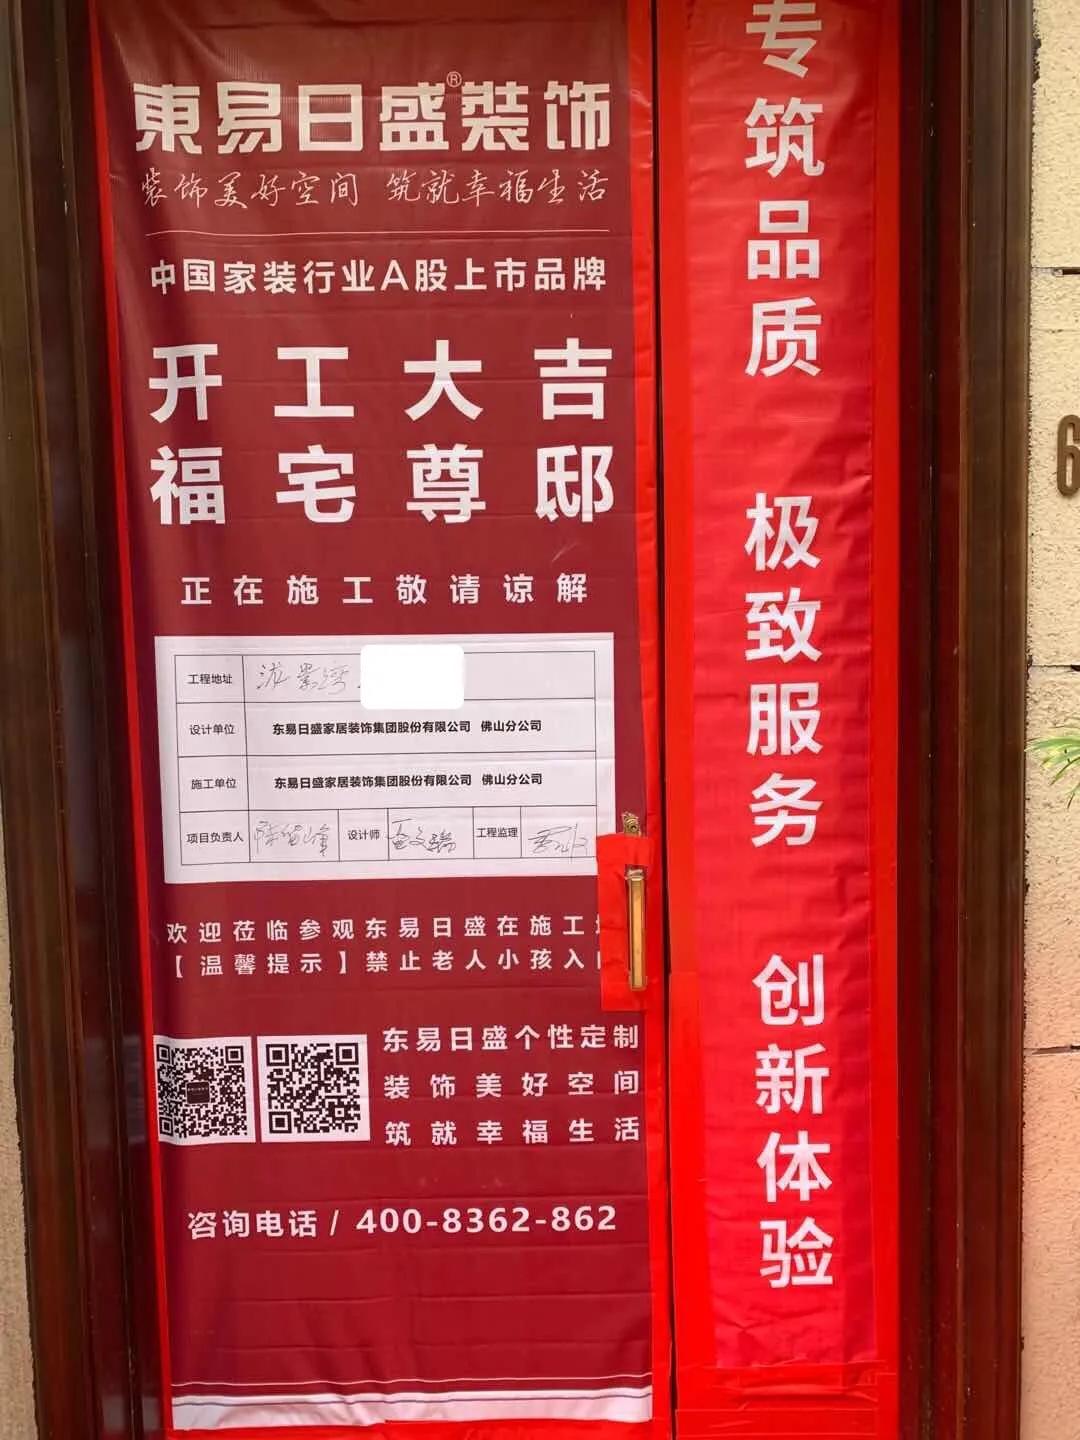 東易日盛®裝饰
装饰美好空间 筑就幸福生活
中国家装行业A股上市品牌
开工大吉
福宅尊邸
正在施工敬请谅解
工程地址
设计单位 东易日盛家居装饰集团股份有限公司 佛山分公司
施工单位 东易日盛家居装饰集团股份有限公司 佛山分公司
项目负责人 设计师 工程监理
欢迎莅临参观东易日盛在施工
【温馨提示】禁止老人小孩入
东易日盛个性定制
装饰美好空间
筑就幸福生活
咨询电话 / 400-8362-862
专筑品质 极致服务 创新体验
6